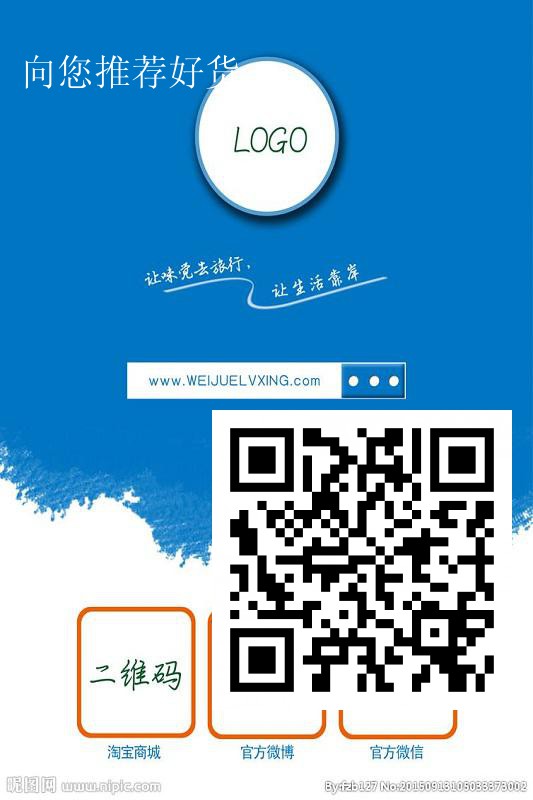 向您推荐好货
LOGO
让味觉去旅行,
让生活靠岸
www.WEIJUELVXING.com
二维码
淘宝商城
官方微博
官方微信
昵图网 www.nipic.com
By:fzb127 No:20150913105033373002